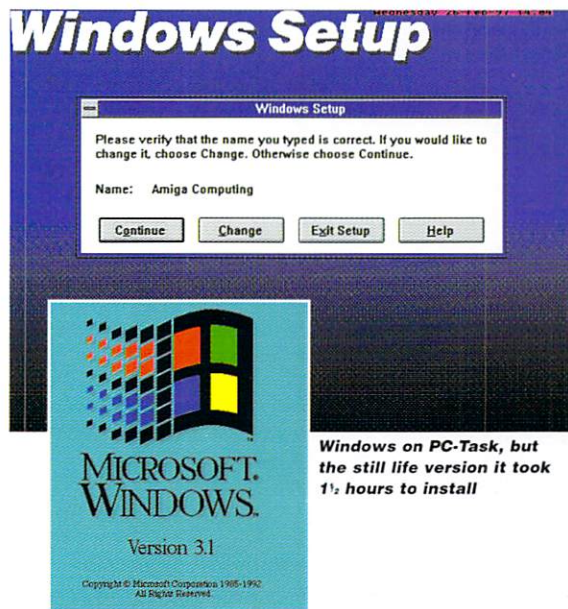 Windows Setup
Windows Setup
Please verify that the name you typed is correct. If you would like to
change it, choose Change. Otherwise choose Continue.
Name: Amiga Computing
Continue Change Exit Setup Help
MICROSOFT.
WINDOWS.
Version 3.1
Copyright © Microsoft Corporation 1985-1992.
All Rights Reserved.
Windows on PC-Task, but
the still life version it took
1½ hours to install